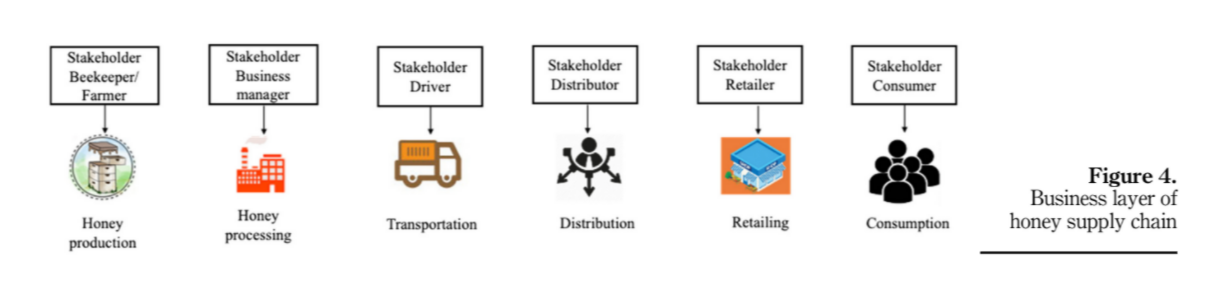 Stakeholder
Beekeeper/
Farmer
Stakeholder
Business
manager
Stakeholder
Driver
Stakeholder
Distributor
Stakeholder
Retailer
Stakeholder
Consumer
Honey
production
Honey
processing
Transportation
Distribution
Retailing
Consumption
Figure 4.
Business layer of
honey supply chain